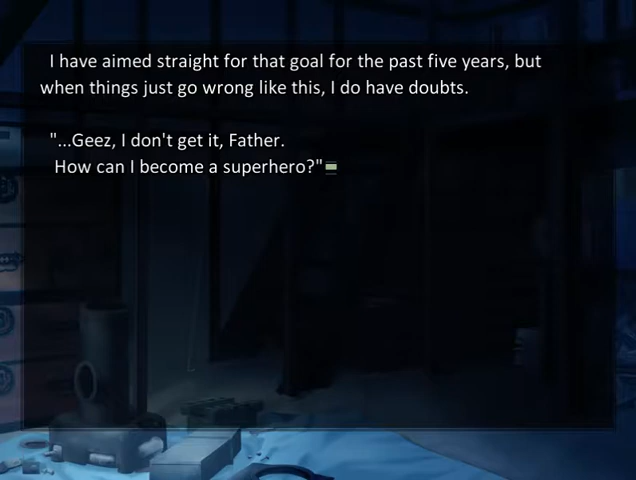 I have aimed straight for that goal for the past five years, but
when things just go wrong like this, I do have doubts.
"...Geez, I don't get it, Father.
How can I become a superhero?"